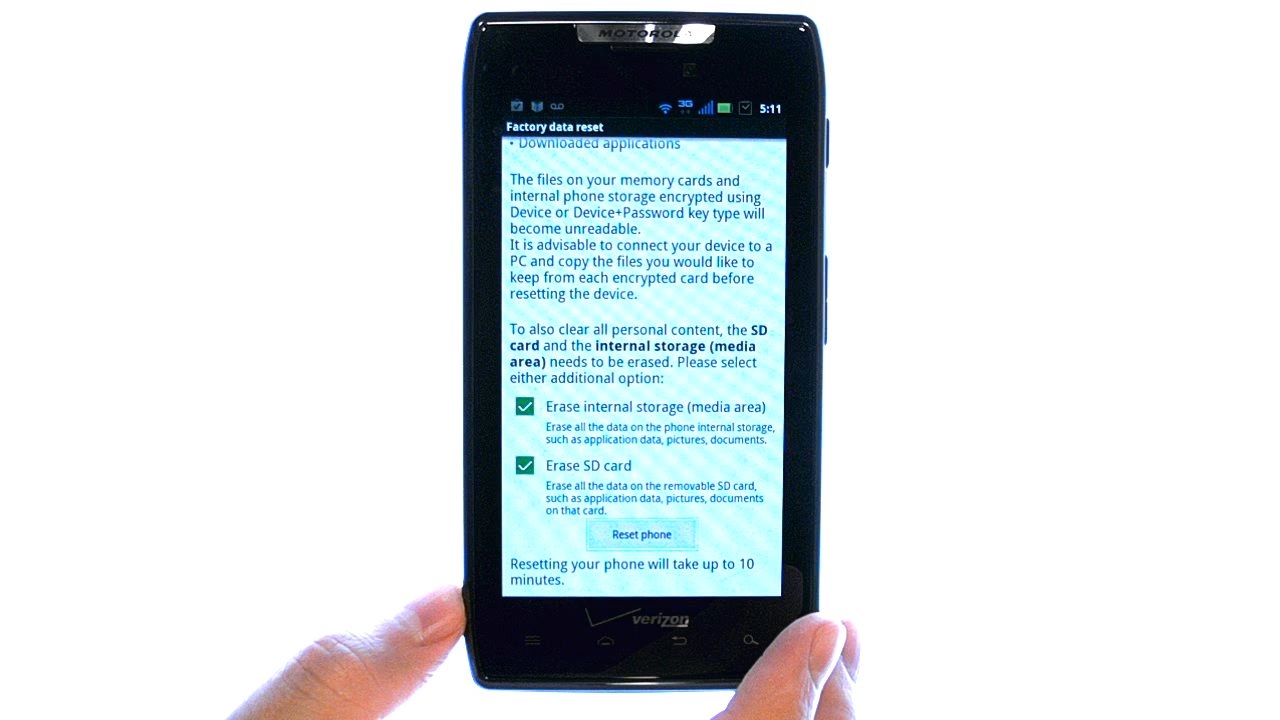 MOTOROLA
3G 5:11
Factory data reset
• Downloaded applications
The files on your memory cards and
internal phone storage encrypted using
Device or Device+Password key type will
become unreadable.
It is advisable to connect your device to a
PC and copy the files you would like to
keep from each encrypted card before
resetting the device.
To also clear all personal content, the SD
card and the internal storage (media
area) needs to be erased. Please select
either additional option:
Erase internal storage (media area)
Erase all the data on the phone internal storage,
such as application data, pictures, documents.
Erase SD card
Erase all the data on the removable SD card,
such as application data, pictures, documents
on that card.
Reset phone
Resetting your phone will take up to 10
minutes.
verizon